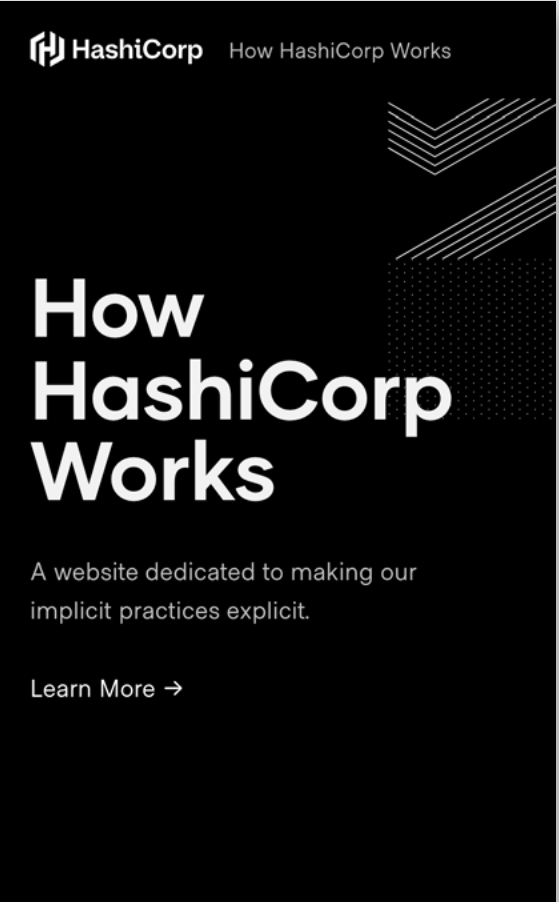 HashiCorp How HashiCorp Works
How
HashiCorp
Works
A website dedicated to making our
implicit practices explicit.
Learn More →